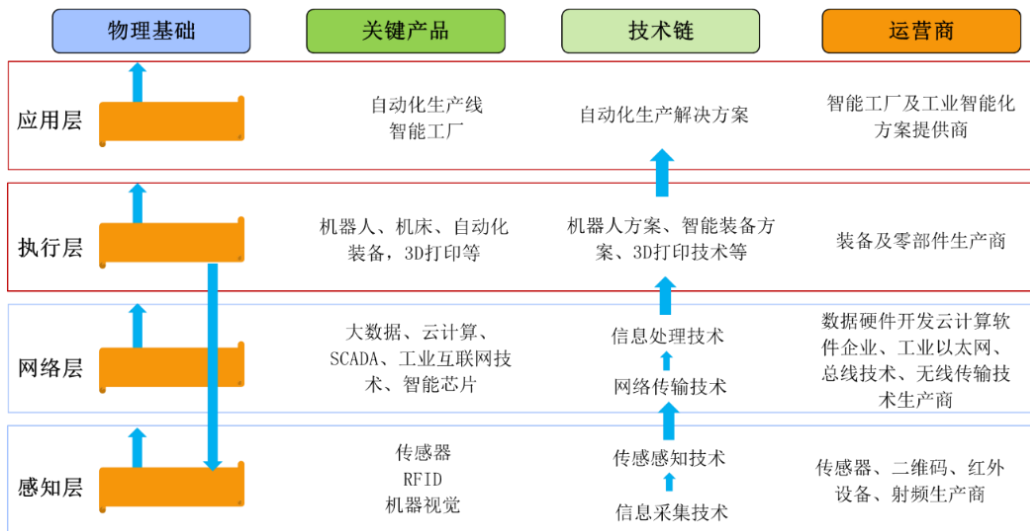 物理基础
关键产品
技术链
运营商
应用层
自动化生产线
智能工厂
自动化生产解决方案
智能工厂及工业智能化
方案提供商
执行层
机器人、机床、自动化
装备，3D打印等
机器人方案、智能装备方
案、3D打印技术等
装备及零部件生产商
网络层
大数据、云计算、
SCADA、工业互联网技
术、智能芯片
信息处理技术
网络传输技术
数据硬件开发云计算软
件企业、工业以太网、
总线技术、无线传输技
术生产商
感知层
传感器
RFID
机器视觉
传感感知技术
信息采集技术
传感器、二维码、红外
设备、射频生产商